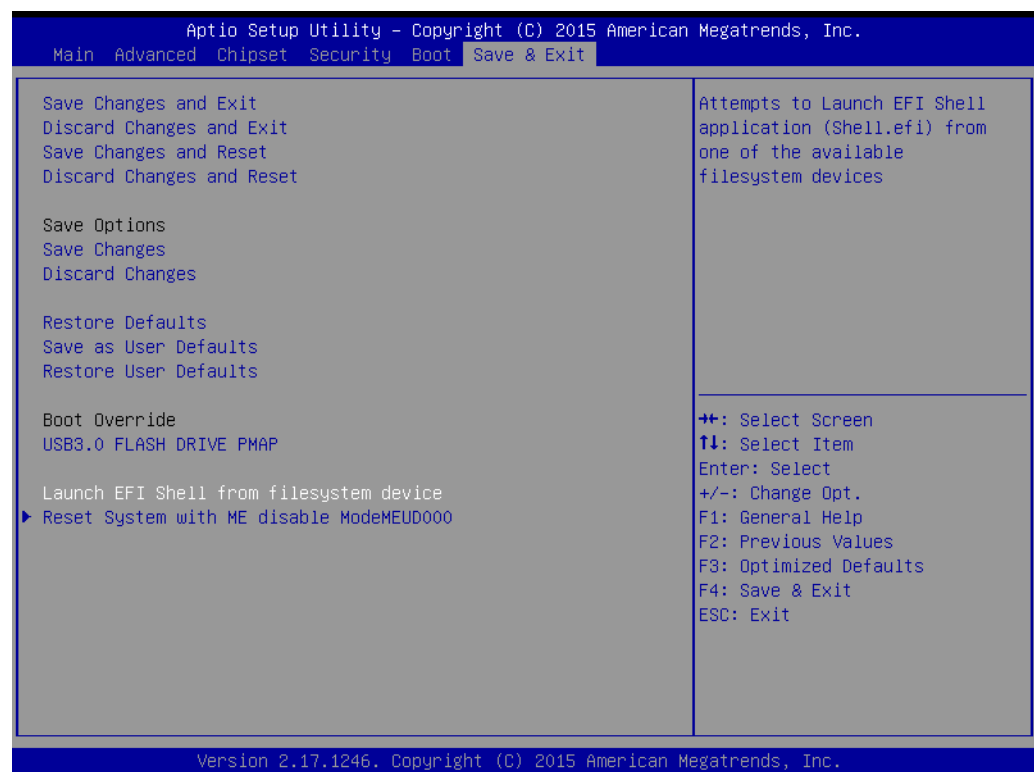 Aptio Setup Utility – Copyright (C) 2015 American Megatrends, Inc.
Main Advanced Chipset Security Boot Save & Exit
Save Changes and Exit
Discard Changes and Exit
Save Changes and Reset
Discard Changes and Reset
Save Options
Save Changes
Discard Changes
Restore Defaults
Save as User Defaults
Restore User Defaults
Boot Override
USB3.0 FLASH DRIVE PMAP
Launch EFI Shell from filesystem device
▶ Reset System with ME disable ModeMEUD000
Attempts to Launch EFI Shell
application (Shell.efi) from
one of the available
filesystem devices
→←: Select Screen
↑↓: Select Item
Enter: Select
+/-: Change Opt.
F1: General Help
F2: Previous Values
F3: Optimized Defaults
F4: Save & Exit
ESC: Exit
Version 2.17.1246. Copyright (C) 2015 American Megatrends, Inc.